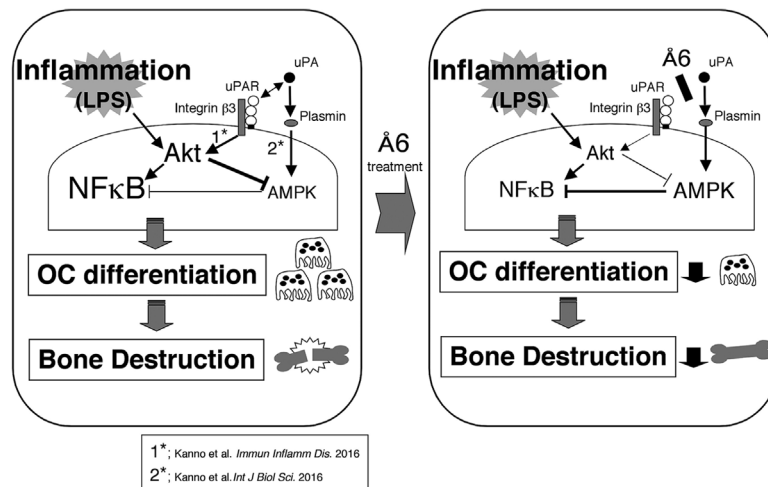 Inflammation
(LPS)
uPA
uPAR
Integrin β3
Plasmin
1*
2*
Akt
NFκB
AMPK
OC differentiation
Bone Destruction
Å6
treatment
Inflammation
(LPS)
Å6
uPA
uPAR
Integrin β3
Plasmin
Akt
NFκB
AMPK
OC differentiation
Bone Destruction
1*; Kanno et al. Immun Inflamm Dis. 2016
2*; Kanno et al. Int J Biol Sci. 2016